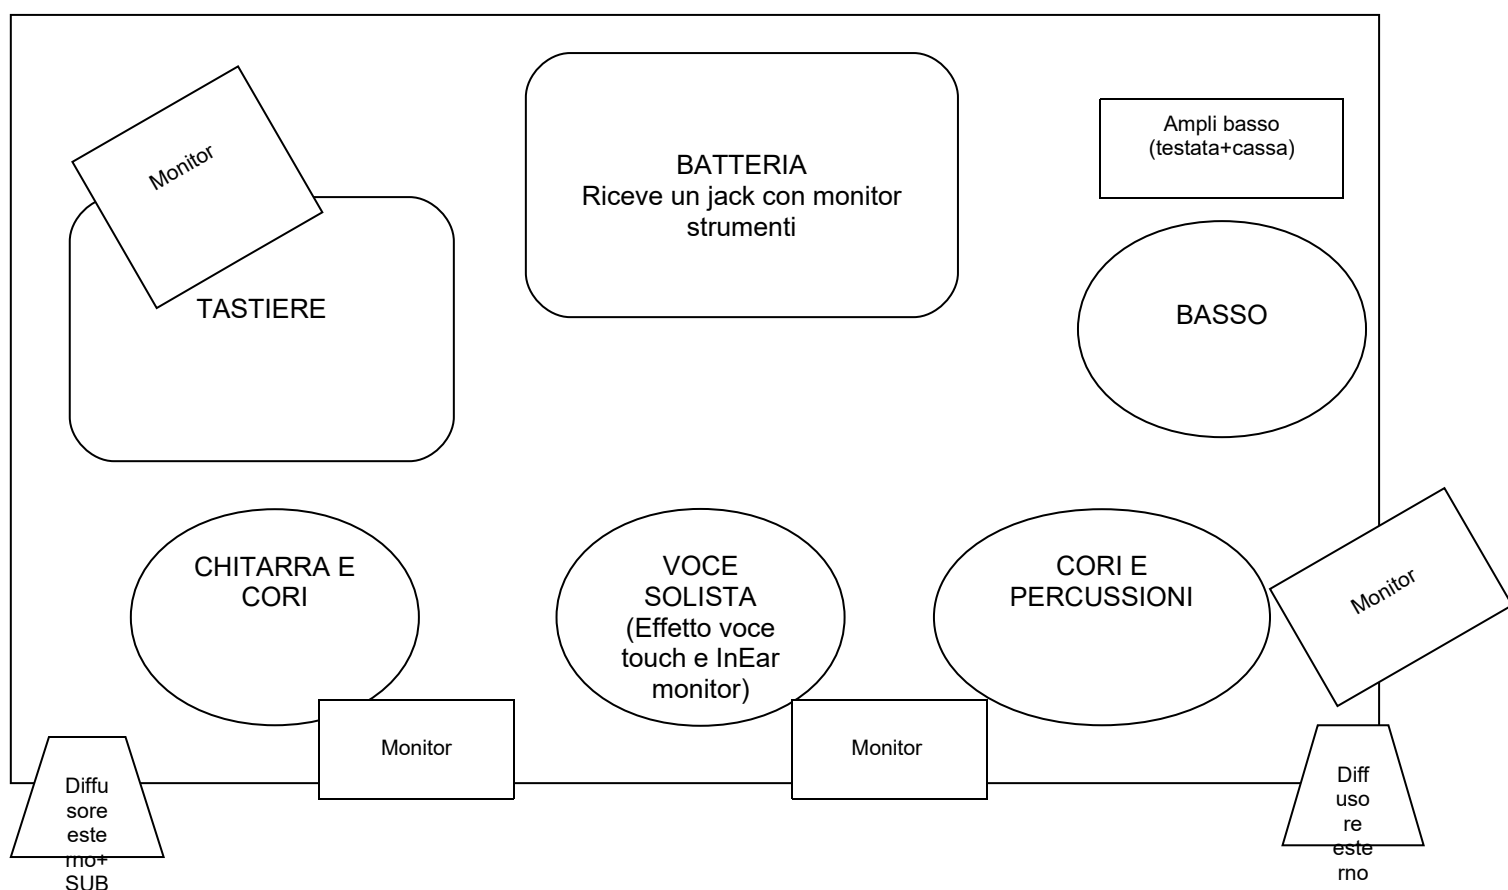 Monitor
BATTERIA
Riceve un jack con monitor
strumenti
Ampli basso
(testata+cassa)
TASTIERE
BASSO
CHITARRA E
CORI
VOCE
SOLISTA
(Effetto voce
touch e InEar
monitor)
CORI E
PERCUSSIONI
Monitor
Monitor
Monitor
Diffu
sore
este
rno+
SUB
Diff
uso
re
este
rno